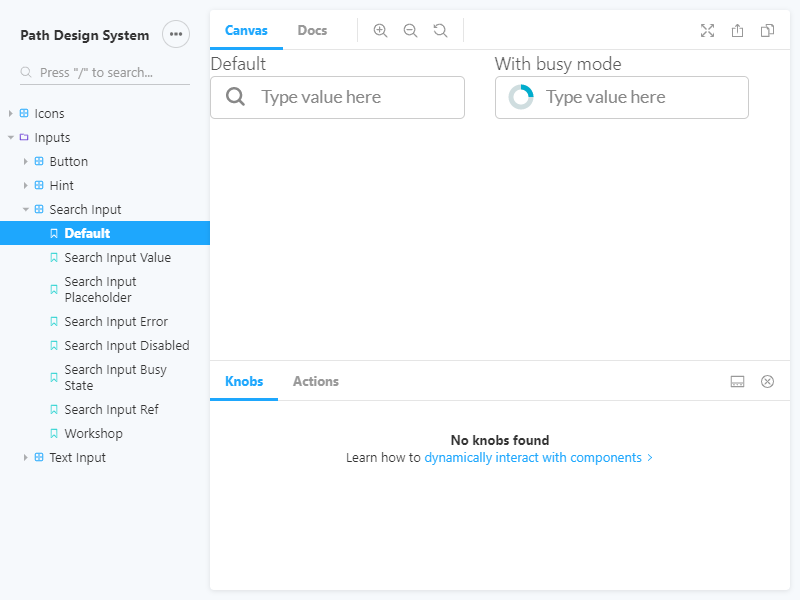 Path Design System
Press "/" to search...
Icons
Inputs
Button
Hint
Search Input
Default
Search Input Value
Search Input
Placeholder
Search Input Error
Search Input Disabled
Search Input Busy
State
Search Input Ref
Workshop
Text Input
Canvas Docs
Default
Type value here
With busy mode
Type value here
Knobs Actions
No knobs found
Learn how to dynamically interact with components